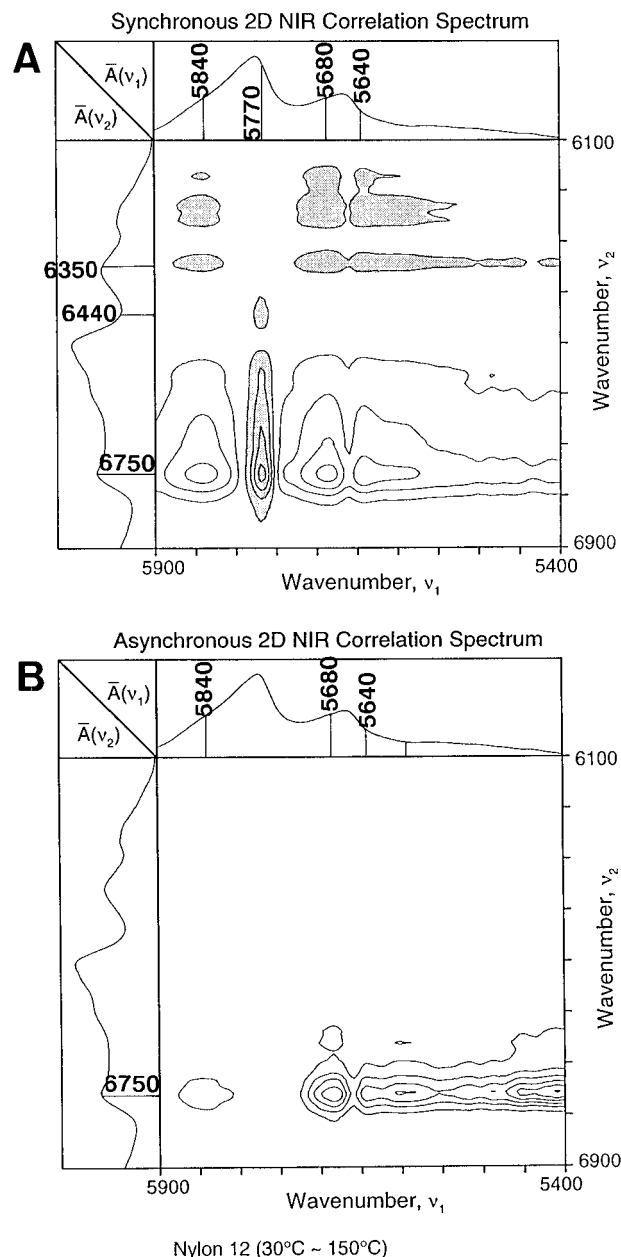 Synchronous 2D NIR Correlation Spectrum
A
A̅(ν₁)
A̅(ν₂)
5840
5770
5680
5640
6100
6350
6440
6750
Wavenumber, ν₂
6900
5900
5400
Wavenumber, ν₁
Asynchronous 2D NIR Correlation Spectrum
B
A̅(ν₁)
A̅(ν₂)
5840
5680
5640
6100
Wavenumber, ν₂
6750
6900
5900
5400
Wavenumber, ν₁
Nylon 12 (30°C ~ 150°C)